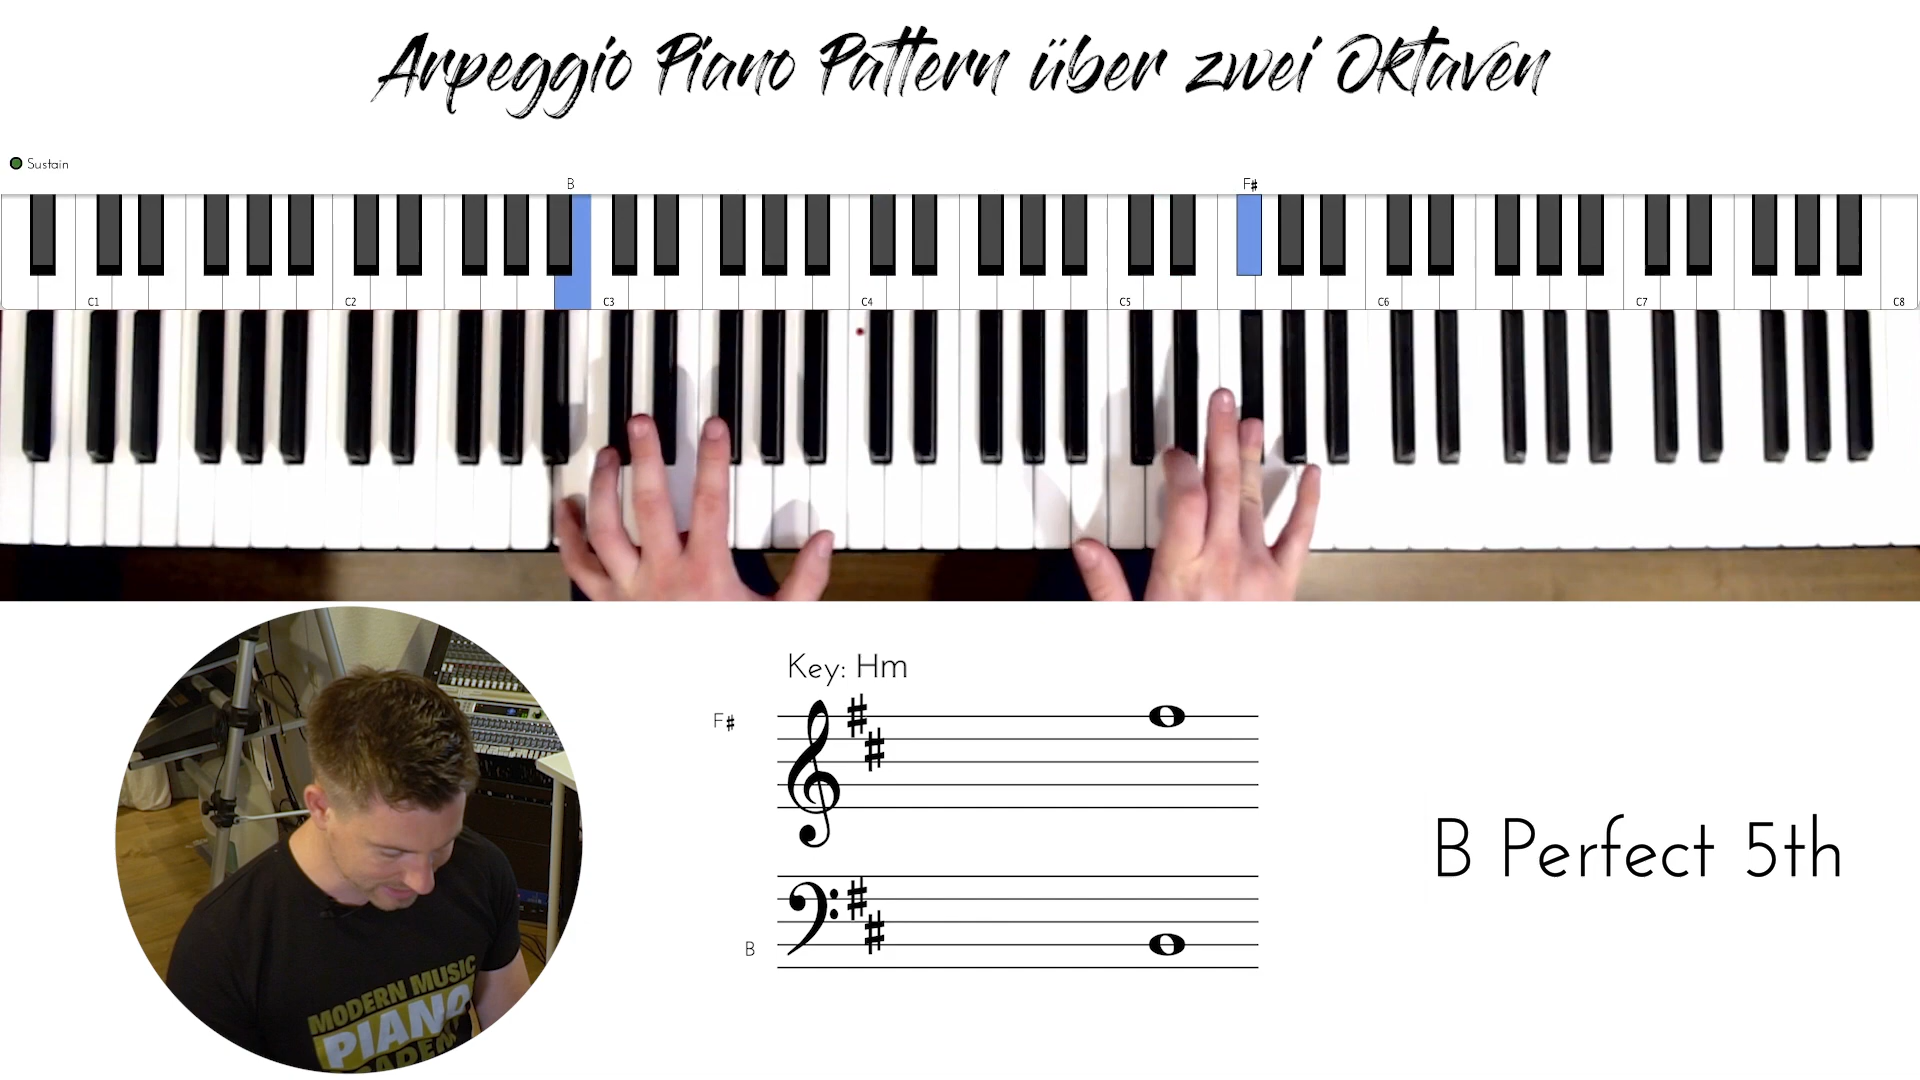 Arpeggio Piano Pattern über zwei Oktaven
Sustain
B
F#
C1
C2
C3
C4
C5
C6
C7
C8
Key: Hm
F#
B
B Perfect 5th
MODERN MUSIC
PIANO